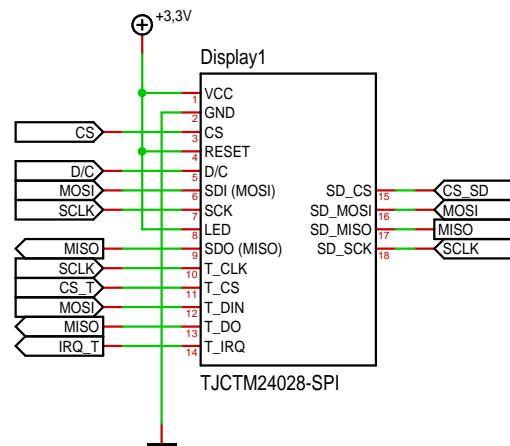 +3,3V
Display1
VCC
1
GND
2
CS CS
3
RESET
4
D/C D/C
5
MOSI SDI (MOSI) SD_CS CS_SD
6 15
SCLK SCK SD_MOSI MOSI
7 16
LED SD_MISO MISO
8 17
MISO SDO (MISO) SD_SCK SCLK
9 18
SCLK T_CLK
10
CS_T T_CS
11
MOSI T_DIN
12
MISO T_DO
13
IRQ_T T_IRQ
14
TJCTM24028-SPI